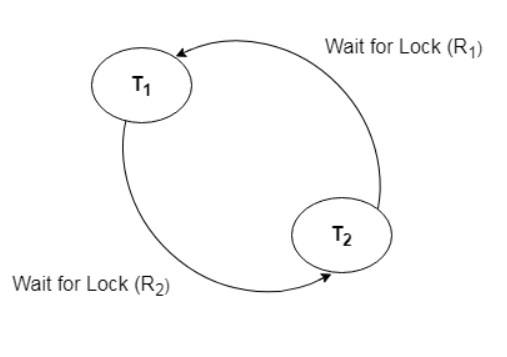 Wait for Lock (R₁)
T₁
T₂
Wait for Lock (R₂)